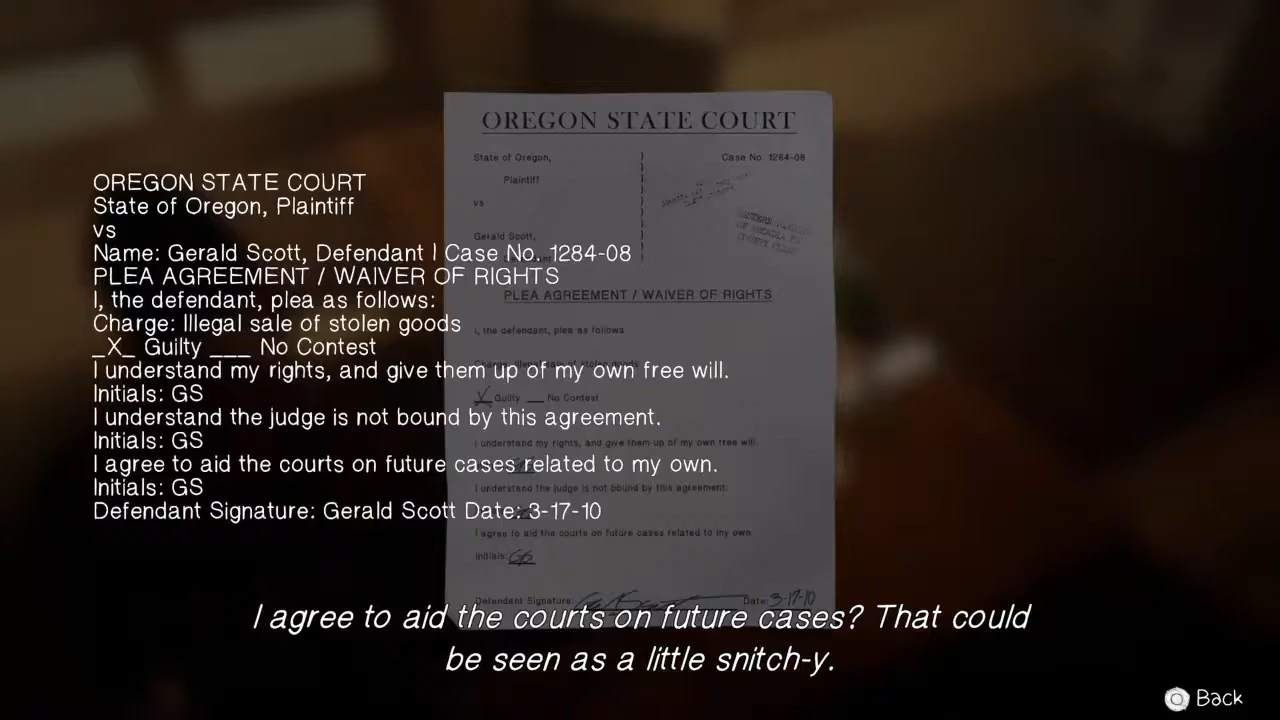 OREGON STATE COURT
State of Oregon, Plaintiff
vs
Name: Gerald Scott, Defendant | Case No. 1284-08
PLEA AGREEMENT / WAIVER OF RIGHTS
I, the defendant, plea as follows:
Charge: Illegal sale of stolen goods
_X_ Guilty ___ No Contest
I understand my rights, and give them up of my own free will.
Initials: GS
I understand the judge is not bound by this agreement.
Initials: GS
I agree to aid the courts on future cases related to my own.
Initials: GS
Defendant Signature: Gerald Scott Date: 3-17-10
OREGON STATE COURT
State of Oregon,
Case No. 1284-08
Plaintiff
vs
Gerald Scott,
PLEA AGREEMENT / WAIVER OF RIGHTS
I, the defendant, plea as follows
Charge: Illegal sale of stolen goods
X Guilty __ No Contest
I understand my rights, and give them up of my own free will.
I understand the judge is not bound by this agreement.
I agree to aid the courts on future cases related to my own.
Initials: GS
Defendant Signature: Date: 3-17-10
I agree to aid the courts on future cases? That could
be seen as a little snitch-y.
Back